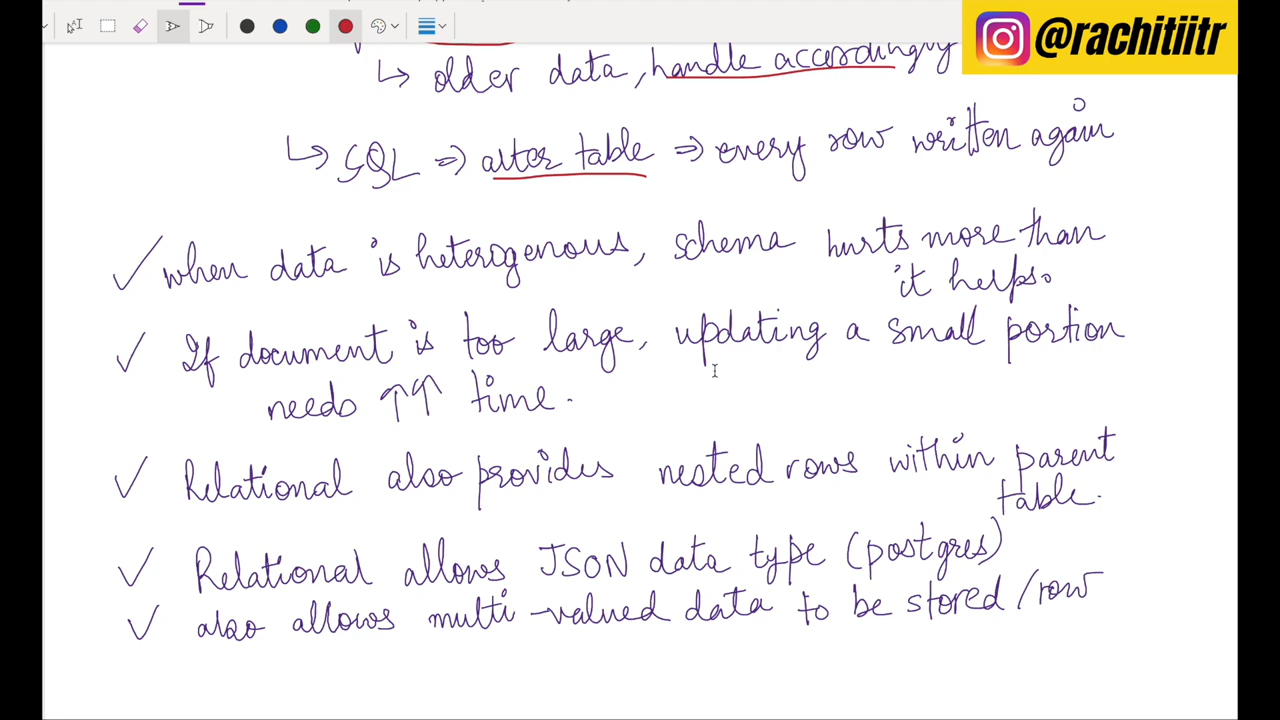 @rachitiitr
↳ older data, handle accordingly
↳ SQL ⇒ alter table ⇒ every row written again
✓ when data is heterogenous, schema hurts more than
it helps.
✓ If document is too large, updating a small portion
needs ↑↑ time.
✓ Relational also provides nested rows within parent
table.
✓ Relational allows JSON data type (postgres)
✓ also allows multi-valued data to be stored /row